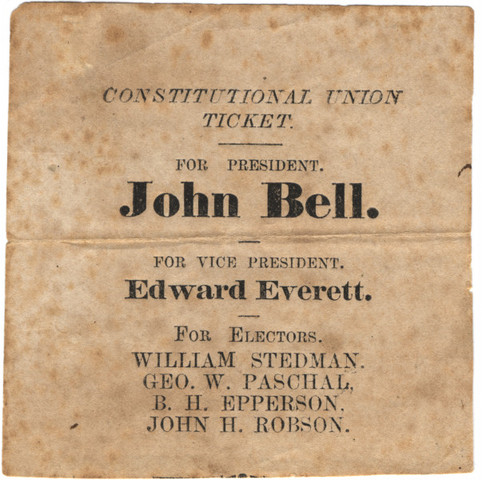 CONSTITUTIONAL UNION
TICKET.
FOR PRESIDENT.
John Bell.
FOR VICE PRESIDENT.
Edward Everett.
FOR ELECTORS.
WILLIAM STEDMAN.
GEO. W. PASCHAL,
B. H. EPPERSON.
JOHN H. ROBSON.